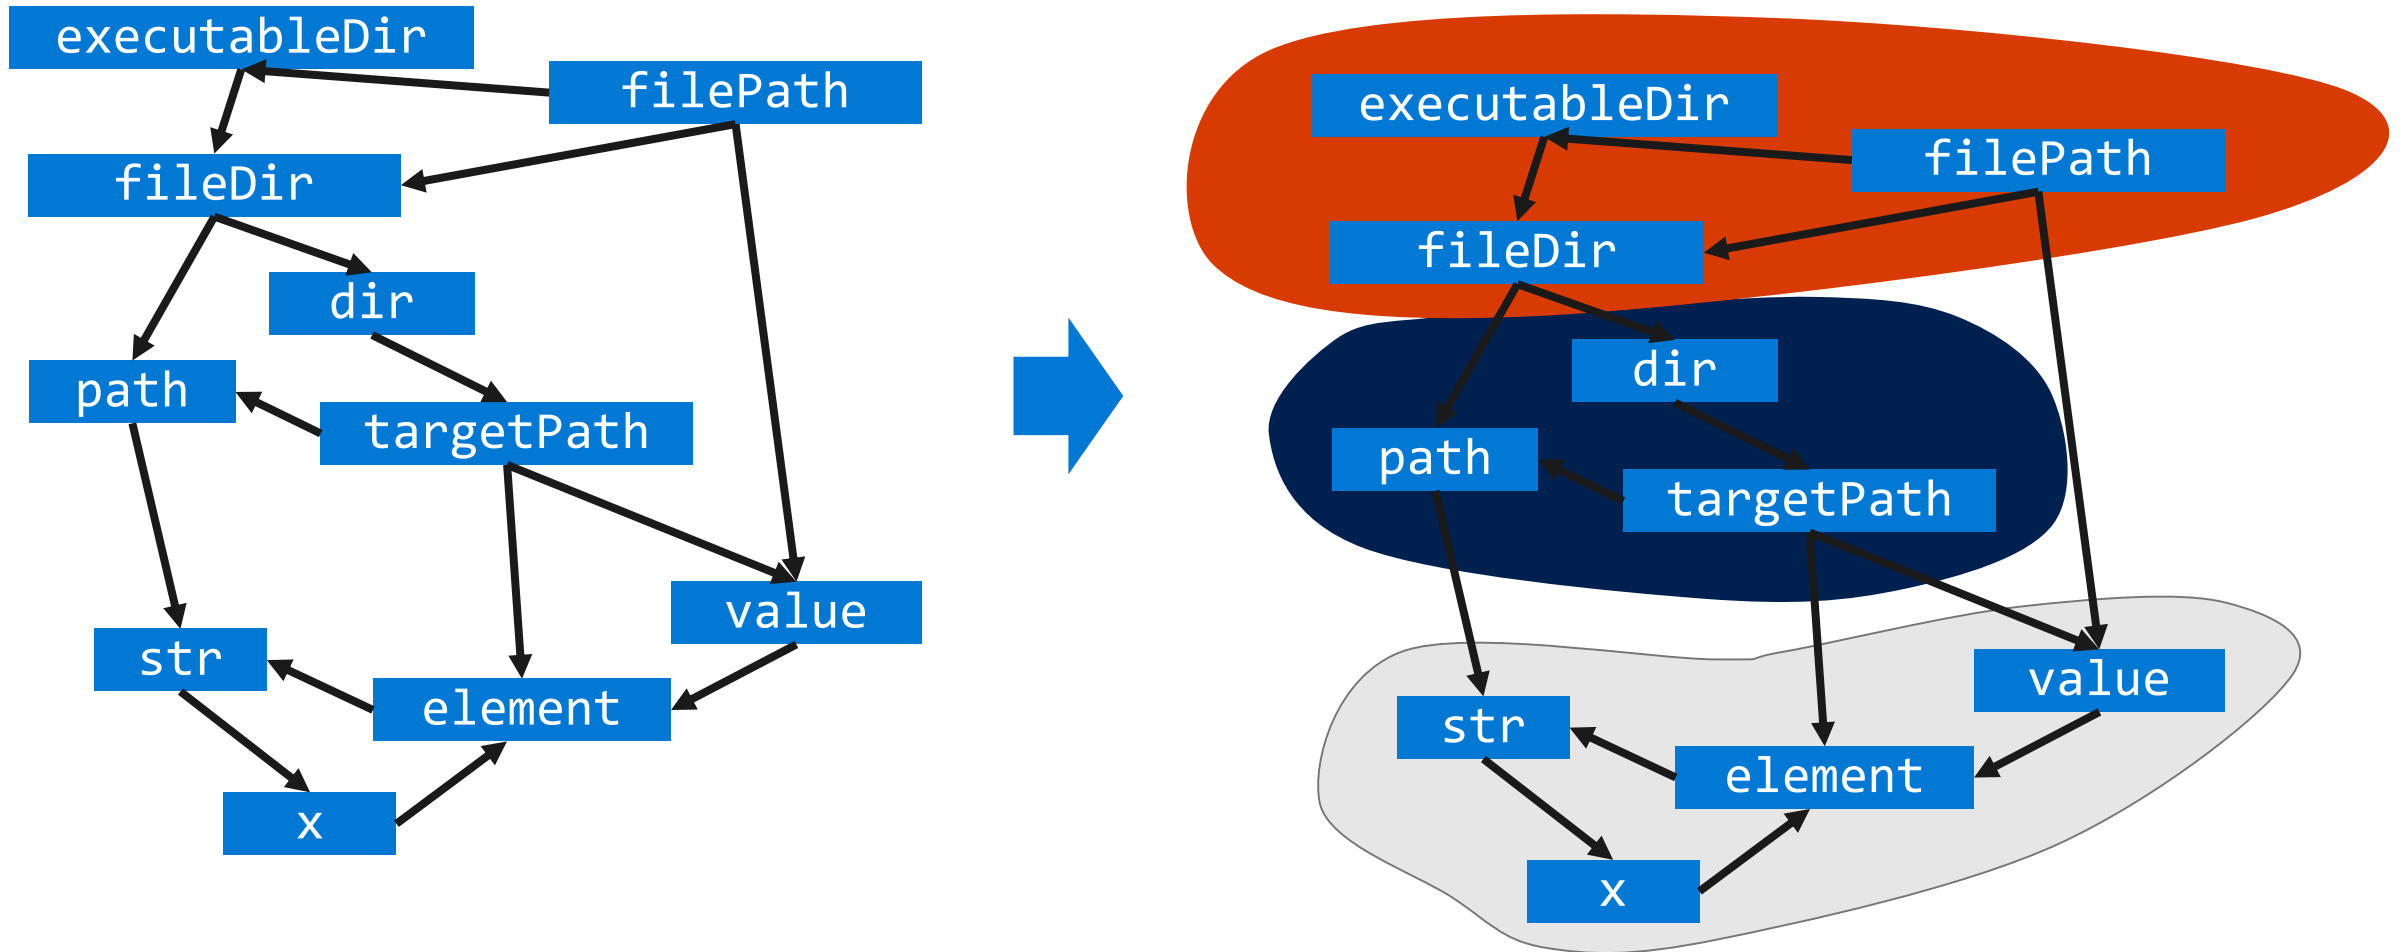 executableDir
filePath
fileDir
dir
path
targetPath
value
str
element
x
executableDir
filePath
fileDir
dir
path
targetPath
value
str
element
x